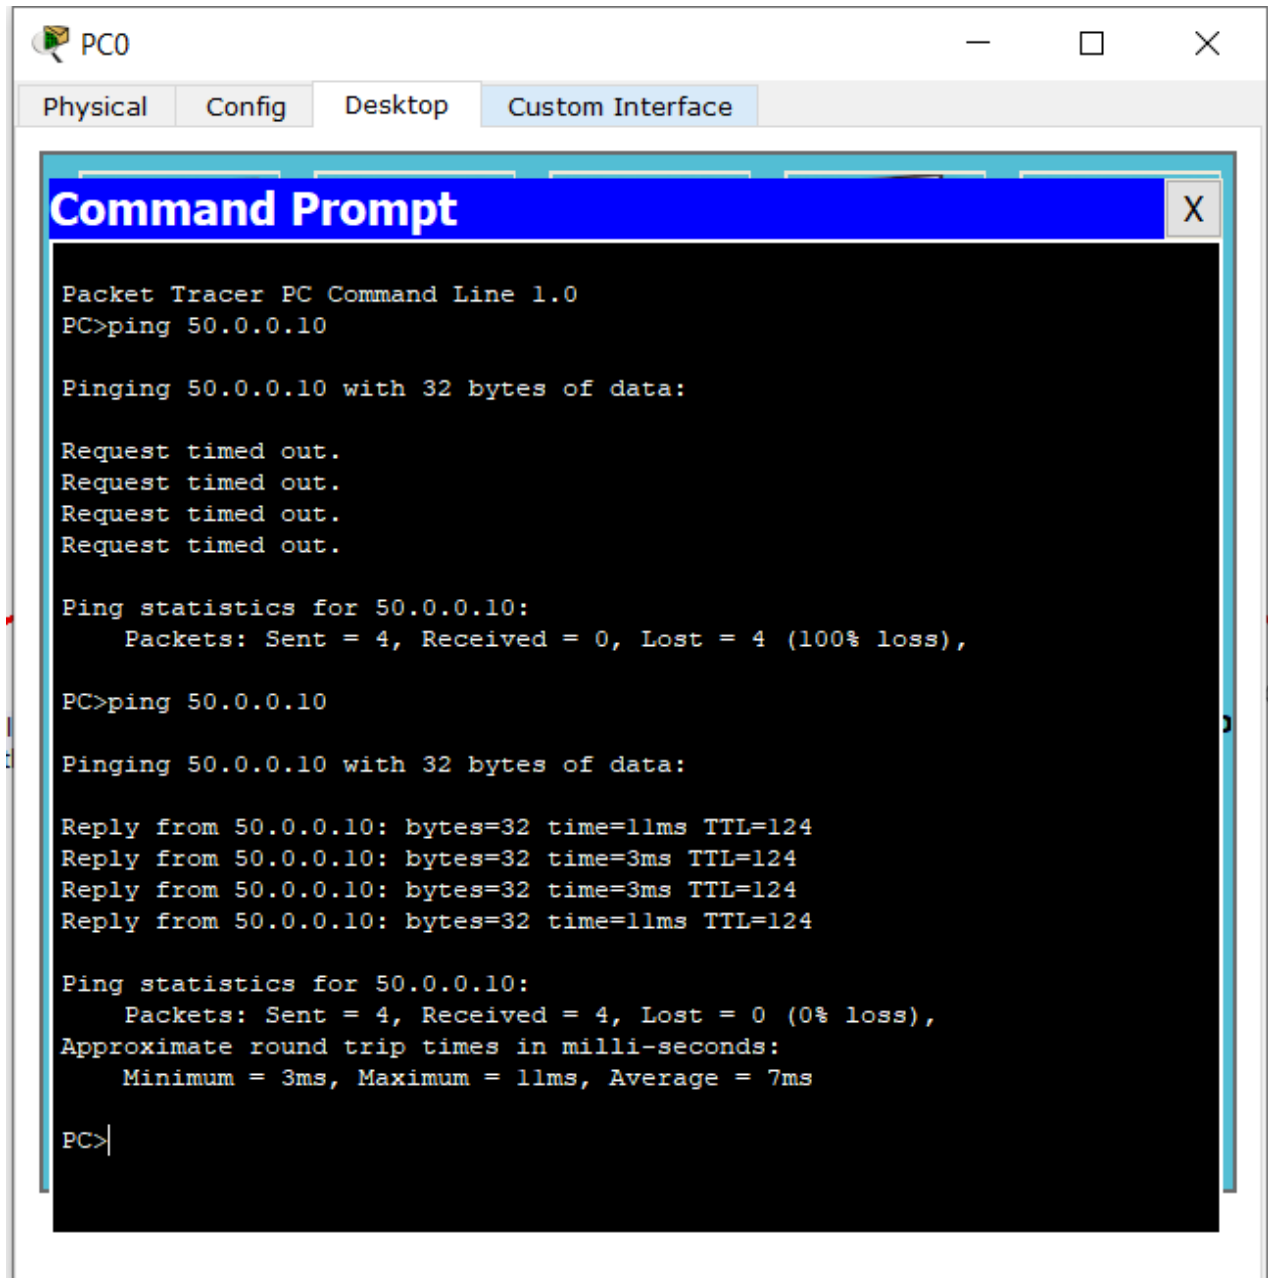 PC0
Physical Config Desktop Custom Interface
Command Prompt X
Packet Tracer PC Command Line 1.0
PC>ping 50.0.0.10
Pinging 50.0.0.10 with 32 bytes of data:
Request timed out.
Request timed out.
Request timed out.
Request timed out.
Ping statistics for 50.0.0.10:
Packets: Sent = 4, Received = 0, Lost = 4 (100% loss),
PC>ping 50.0.0.10
Pinging 50.0.0.10 with 32 bytes of data:
Reply from 50.0.0.10: bytes=32 time=11ms TTL=124
Reply from 50.0.0.10: bytes=32 time=3ms TTL=124
Reply from 50.0.0.10: bytes=32 time=3ms TTL=124
Reply from 50.0.0.10: bytes=32 time=11ms TTL=124
Ping statistics for 50.0.0.10:
Packets: Sent = 4, Received = 4, Lost = 0 (0% loss),
Approximate round trip times in milli-seconds:
Minimum = 3ms, Maximum = 11ms, Average = 7ms
PC>